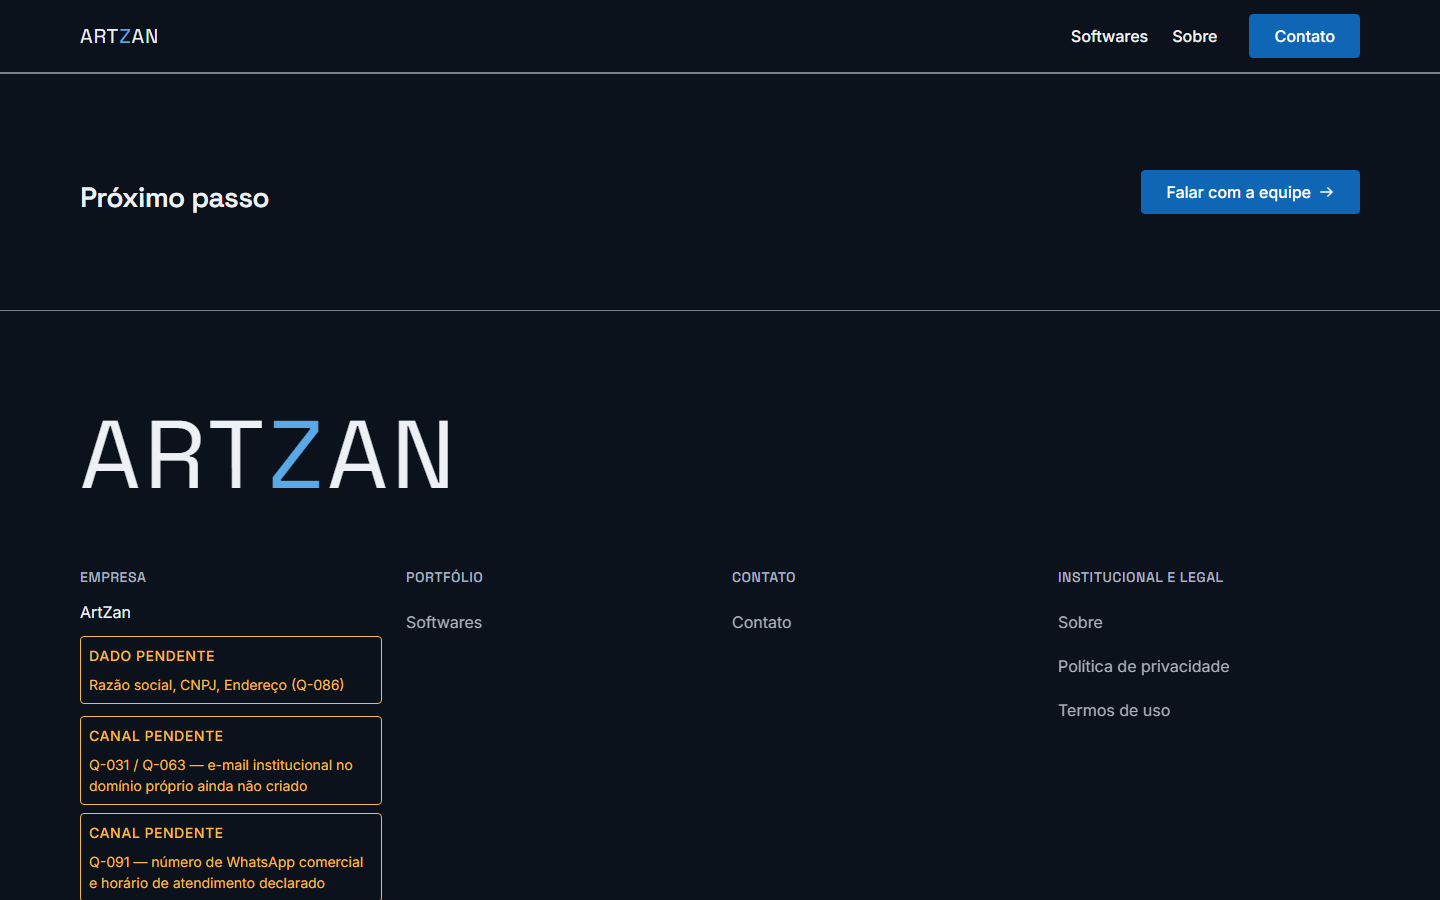 ARTZAN
Softwares
Sobre
Contato
Próximo passo
Falar com a equipe →
ARTZAN
EMPRESA
ArtZan
DADO PENDENTE
Razão social, CNPJ, Endereço (Q-086)
CANAL PENDENTE
Q-031 / Q-063 — e-mail institucional no
domínio próprio ainda não criado
CANAL PENDENTE
Q-091 — número de WhatsApp comercial
e horário de atendimento declarado
PORTFÓLIO
Softwares
CONTATO
Contato
INSTITUCIONAL E LEGAL
Sobre
Política de privacidade
Termos de uso